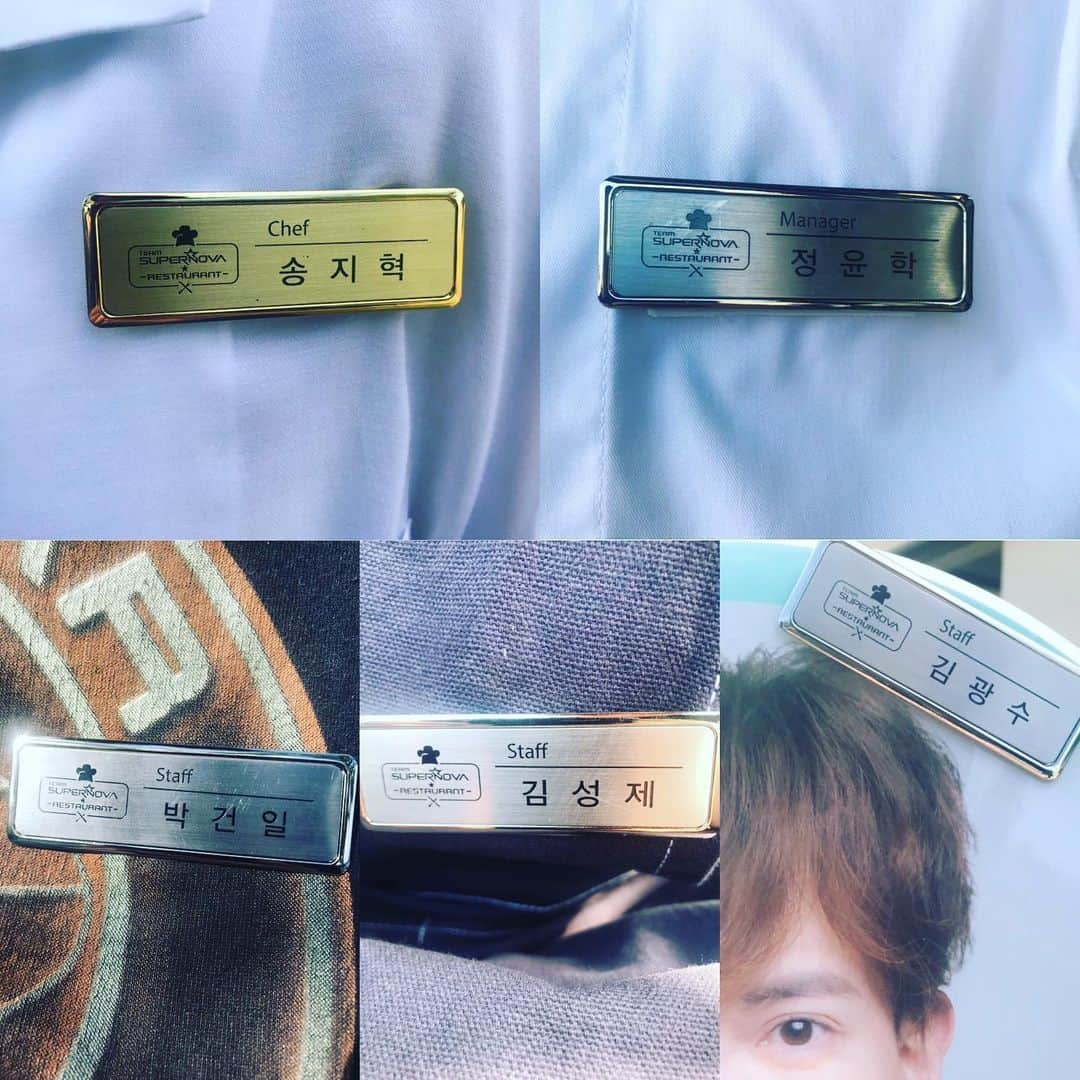 TEAM
SUPERNOVA
-RESTAURANT-
Chef
송 지 혁
TEAM
SUPERNOVA
-RESTAURANT-
Manager
정 윤 학
TEAM
SUPERNOVA
-RESTAURANT-
Staff
박 건 일
TEAM
SUPERNOVA
-RESTAURANT-
Staff
김 성 제
TEAM
SUPERNOVA
-RESTAURANT-
Staff
김 광 수